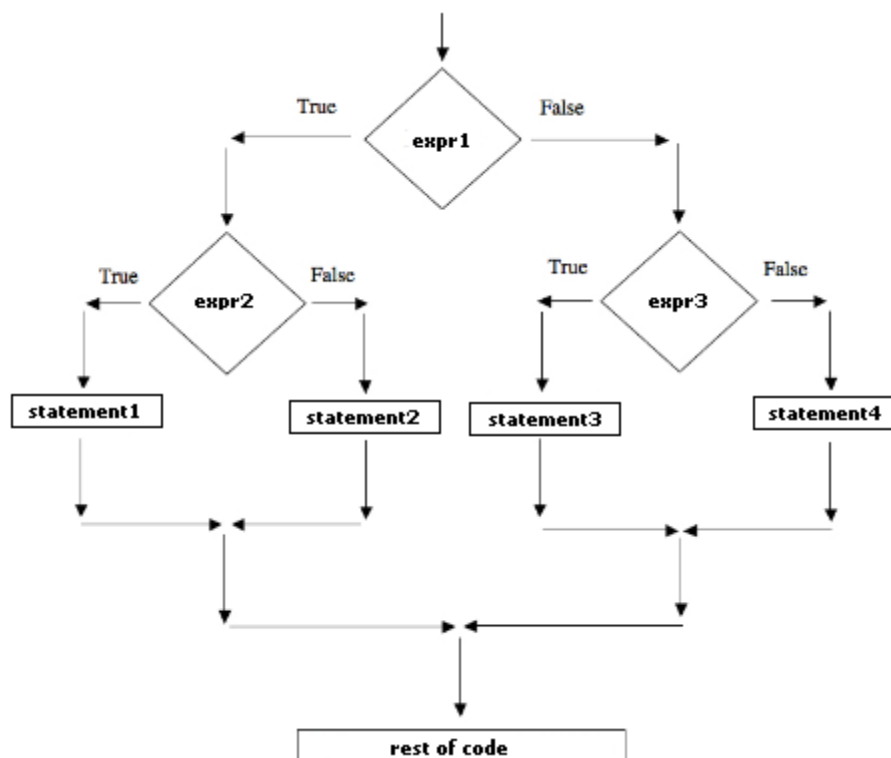 True
False
expr1
True
False
True
False
expr2
expr3
statement1
statement2
statement3
statement4
rest of code